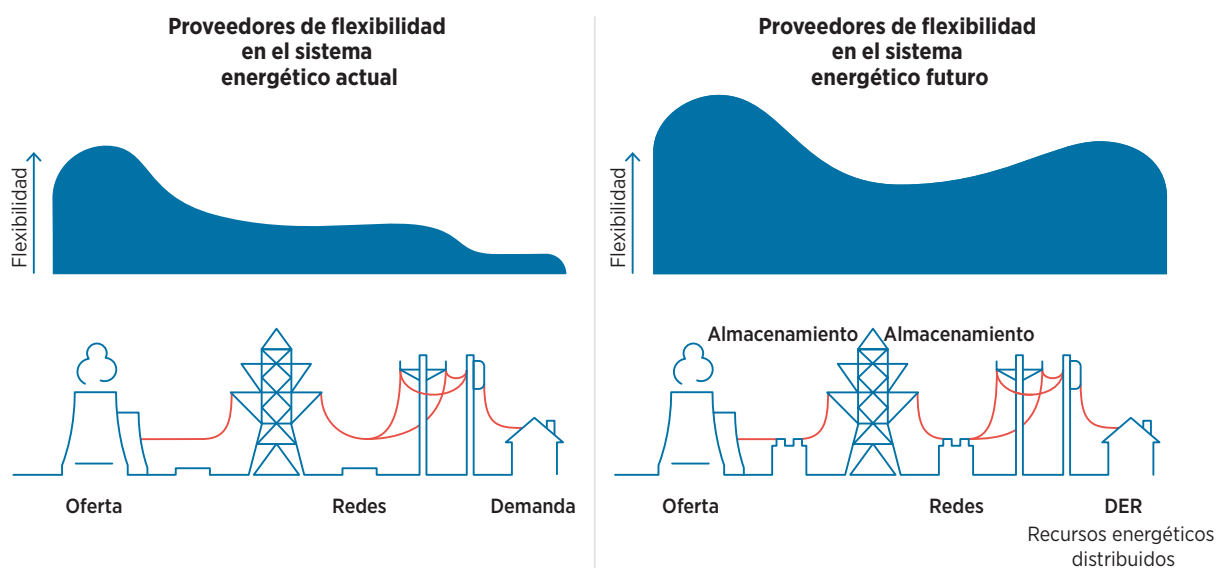 Proveedores de flexibilidad
en el sistema
energético actual
Flexibilidad
Oferta
Redes
Demanda
Proveedores de flexibilidad
en el sistema
energético futuro
Flexibilidad
Almacenamiento
Almacenamiento
Oferta
Redes
DER
Recursos energéticos
distribuidos